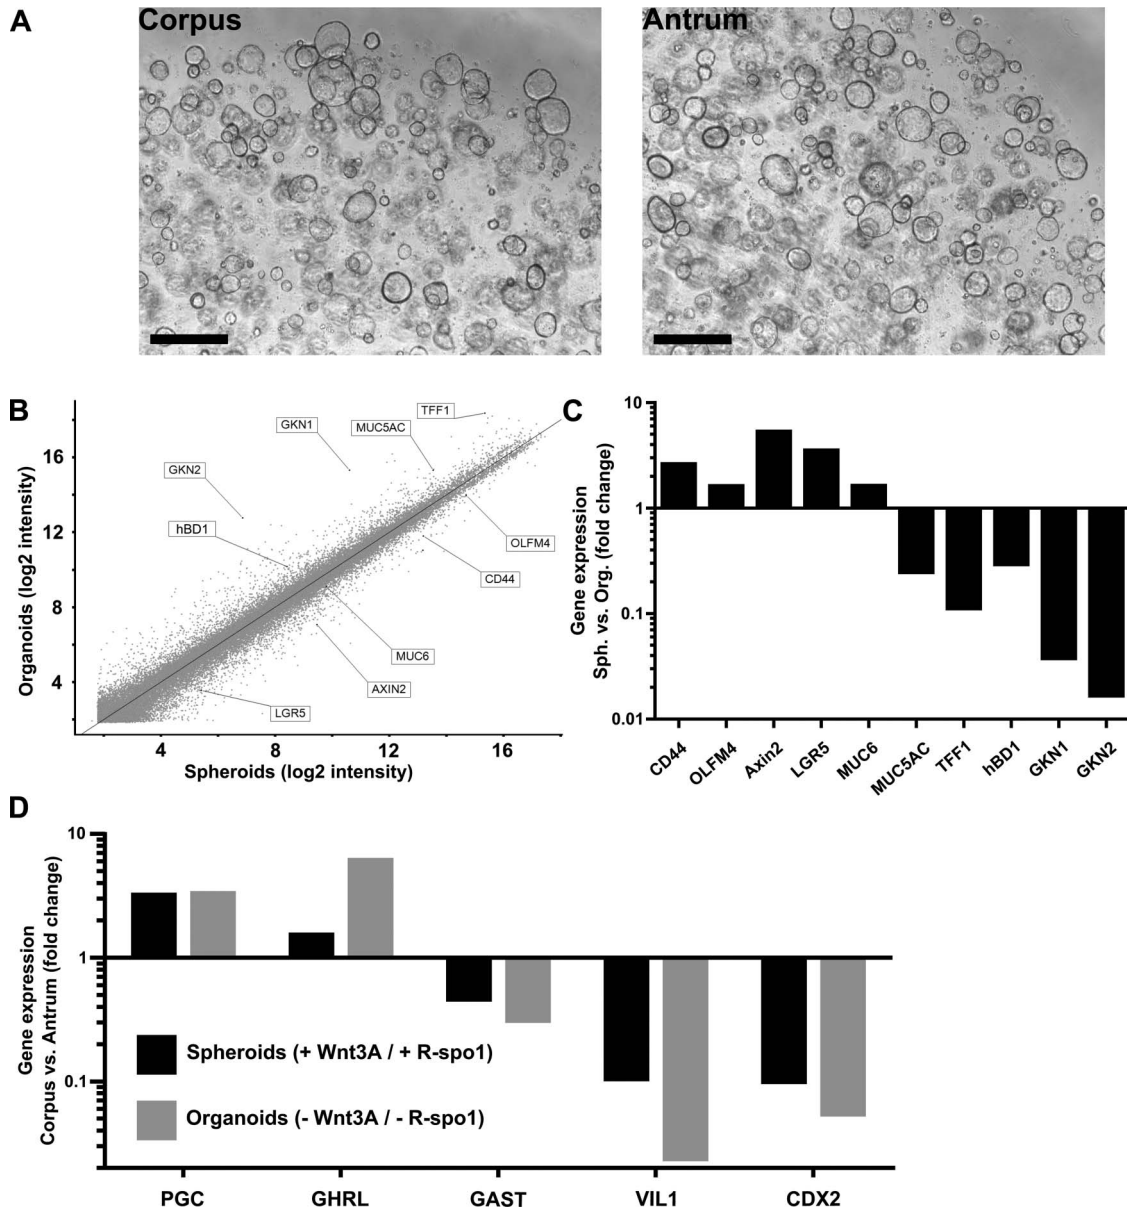 A
Corpus
Antrum
B
Organoids (log2 intensity)
16
12
8
4
4
8
12
16
Spheroids (log2 intensity)
TFF1
GKN1
MUC5AC
GKN2
hBD1
OLFM4
CD44
MUC6
AXIN2
LGR5
C
Gene expression
Sph. vs. Org. (fold change)
10
1
0.1
0.01
CD44
OLFM4
Axin2
LGR5
MUC6
MUC5AC
TFF1
hBD1
GKN1
GKN2
D
Gene expression
Corpus vs. Antrum (fold change)
10
1
0.1
Spheroids (+ Wnt3A / + R-spo1)
Organoids (- Wnt3A / - R-spo1)
PGC
GHRL
GAST
VIL1
CDX2